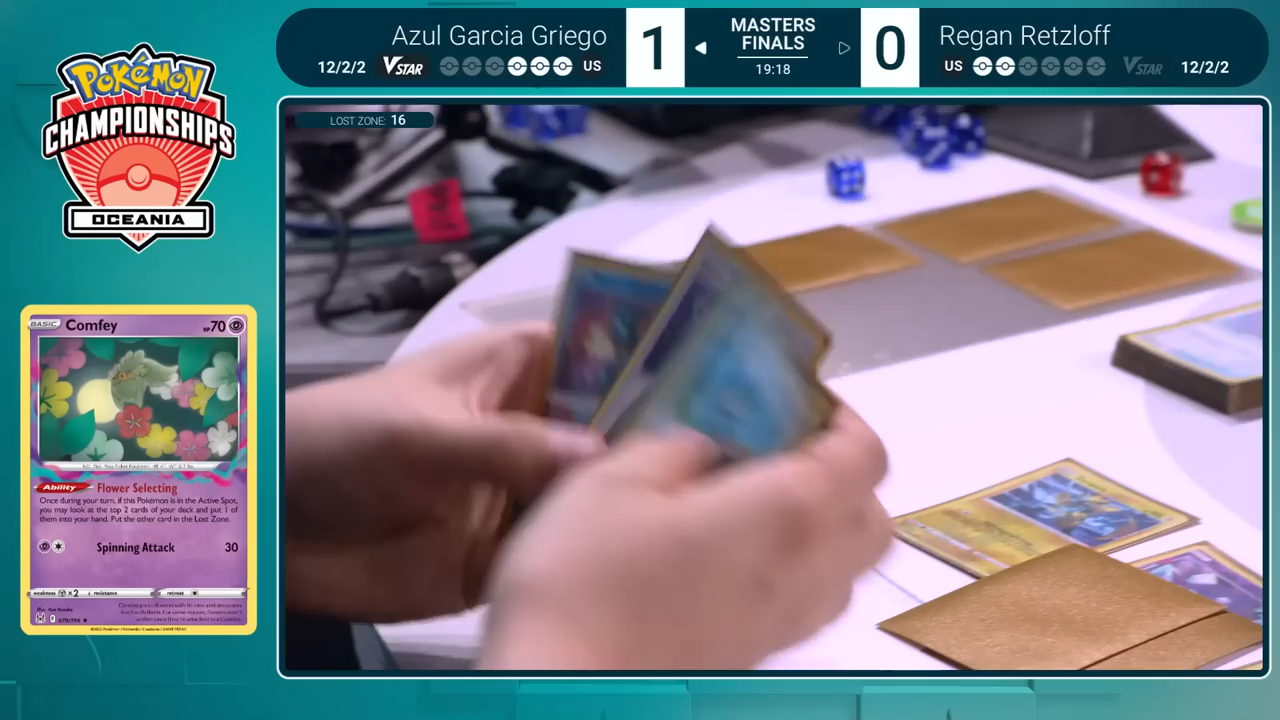 Pokémon
CHAMPIONSHIPS
OCEANIA
Azul Garcia Griego
12/2/2 VSTAR US
1
MASTERS
FINALS
19:18
0
Regan Retzloff
US VSTAR 12/2/2
LOST ZONE: 16
BASIC Comfey HP70
Ability Flower Selecting
Once during your turn, if this Pokémon is in the Active Spot,
you may look at the top 2 cards of your deck and put 1 of
them into your hand. Put the other card in the Lost Zone.
Spinning Attack 30
weakness ×2 resistance retreat
079/196